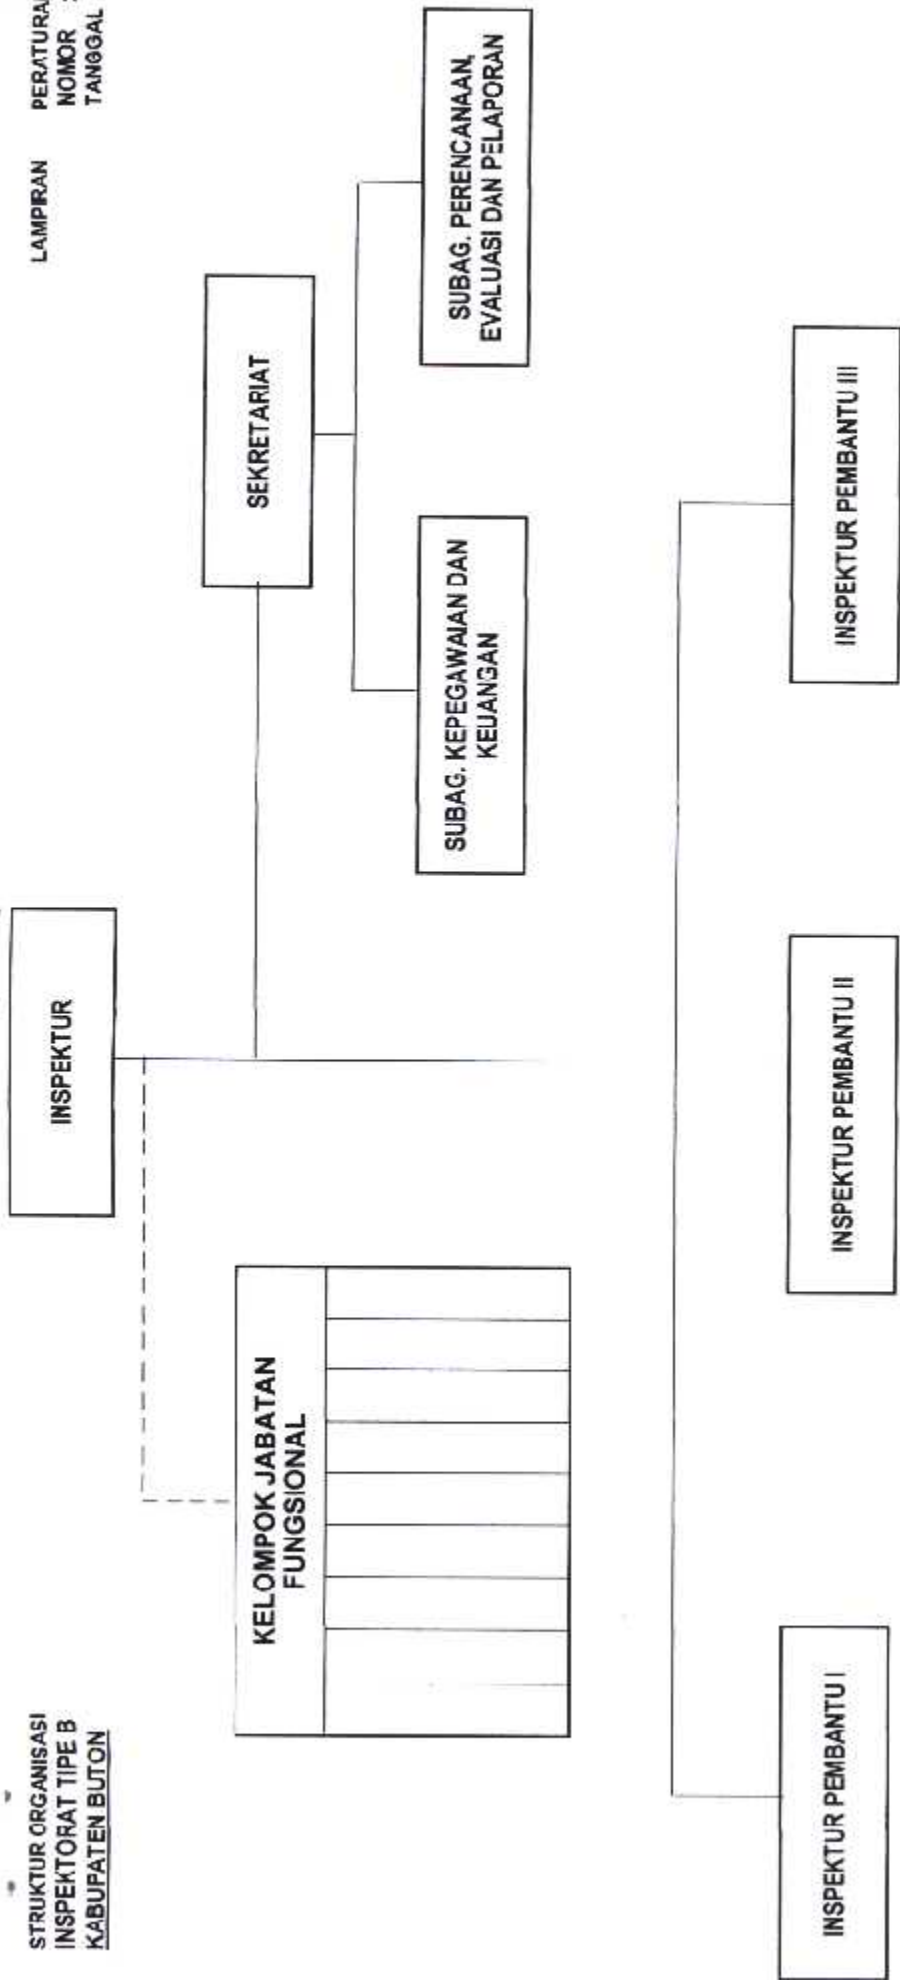 STRUKTUR ORGANISASI
INSPEKTORAT TIPE B
KABUPATEN BUTON
LAMPIRAN
NOMOR :
TANGGAL
INSPEKTUR
SEKRETARIAT
KELOMPOK JABATAN
FUNGSIONAL
SUBAG. KEPEGAWAIAN DAN
KEUANGAN
SUBAG. PERENCANAAN,
EVALUASI DAN PELAPORAN
INSPEKTUR PEMBANTU I
INSPEKTUR PEMBANTU II
INSPEKTUR PEMBANTU III